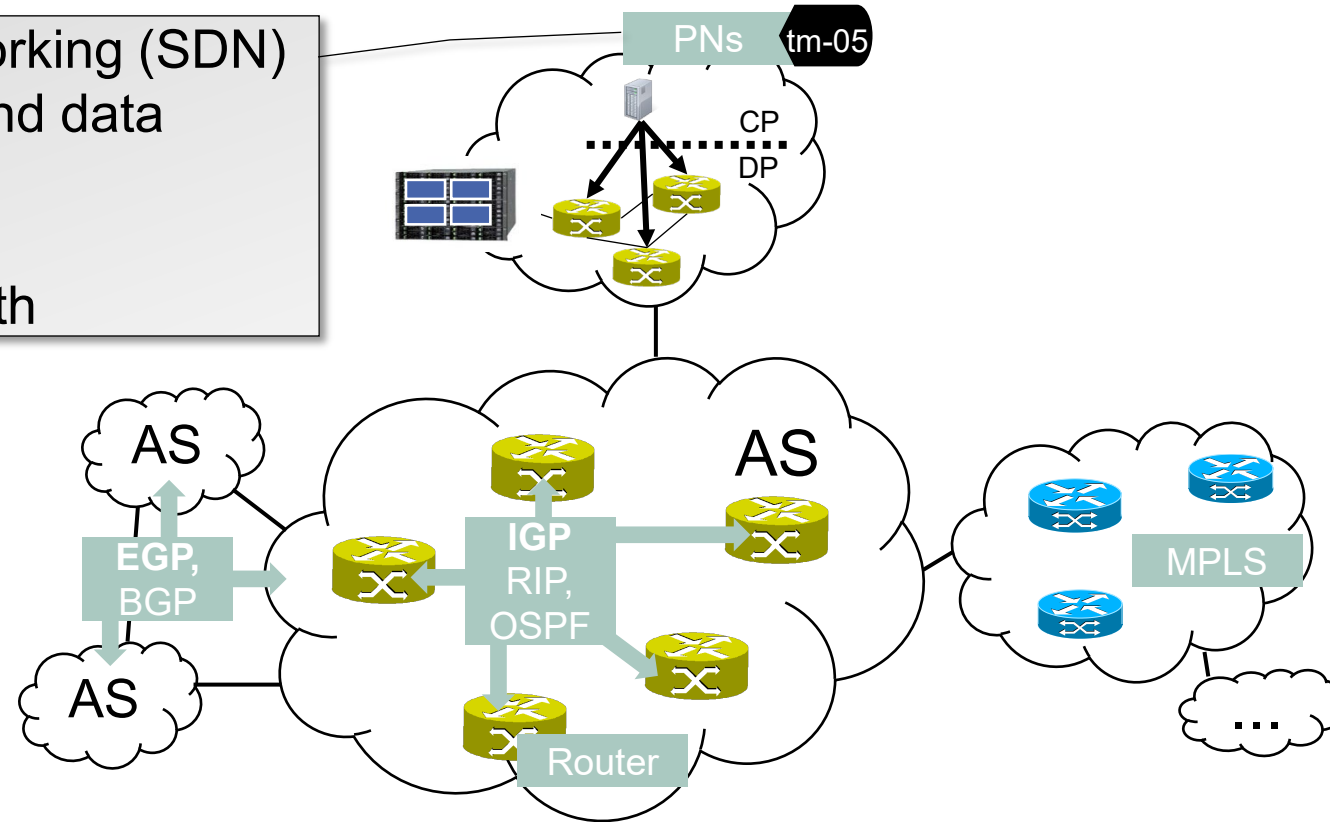 orking (SDN)
nd data
th
PNs
tm-05
CP
DP
AS
AS
EGP,
BGP
IGP
RIP,
OSPF
MPLS
AS
...
Router